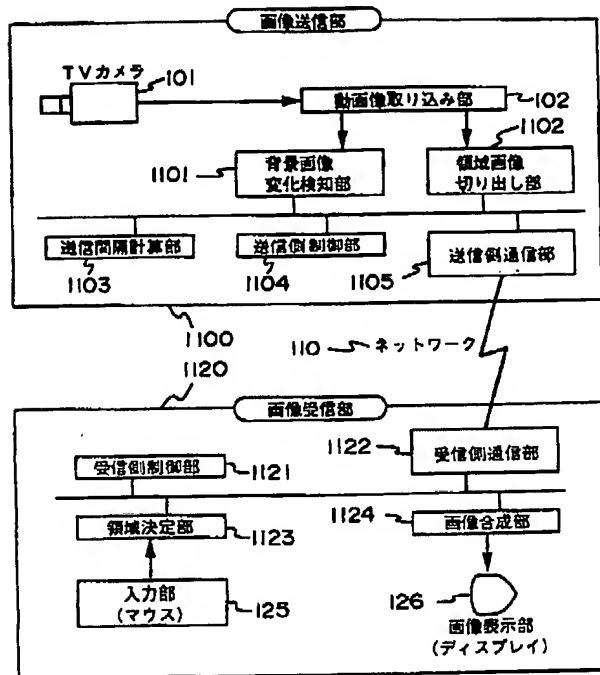 画像送信部
TVカメラ
101
動画像取り込み部
102
1102
1101
背景画像
変化検知部
領域画像
切り出し部
送信間隔計算部
送信側制御部
送信側通信部
1103
1104
1105
1100
110
ネットワーク
1120
画像受信部
1122
受信側通信部
受信側制御部
1121
1124
領域決定部
1123
画像合成部
入力部
(マウス)
125
126
画像表示部
(ディスプレイ)